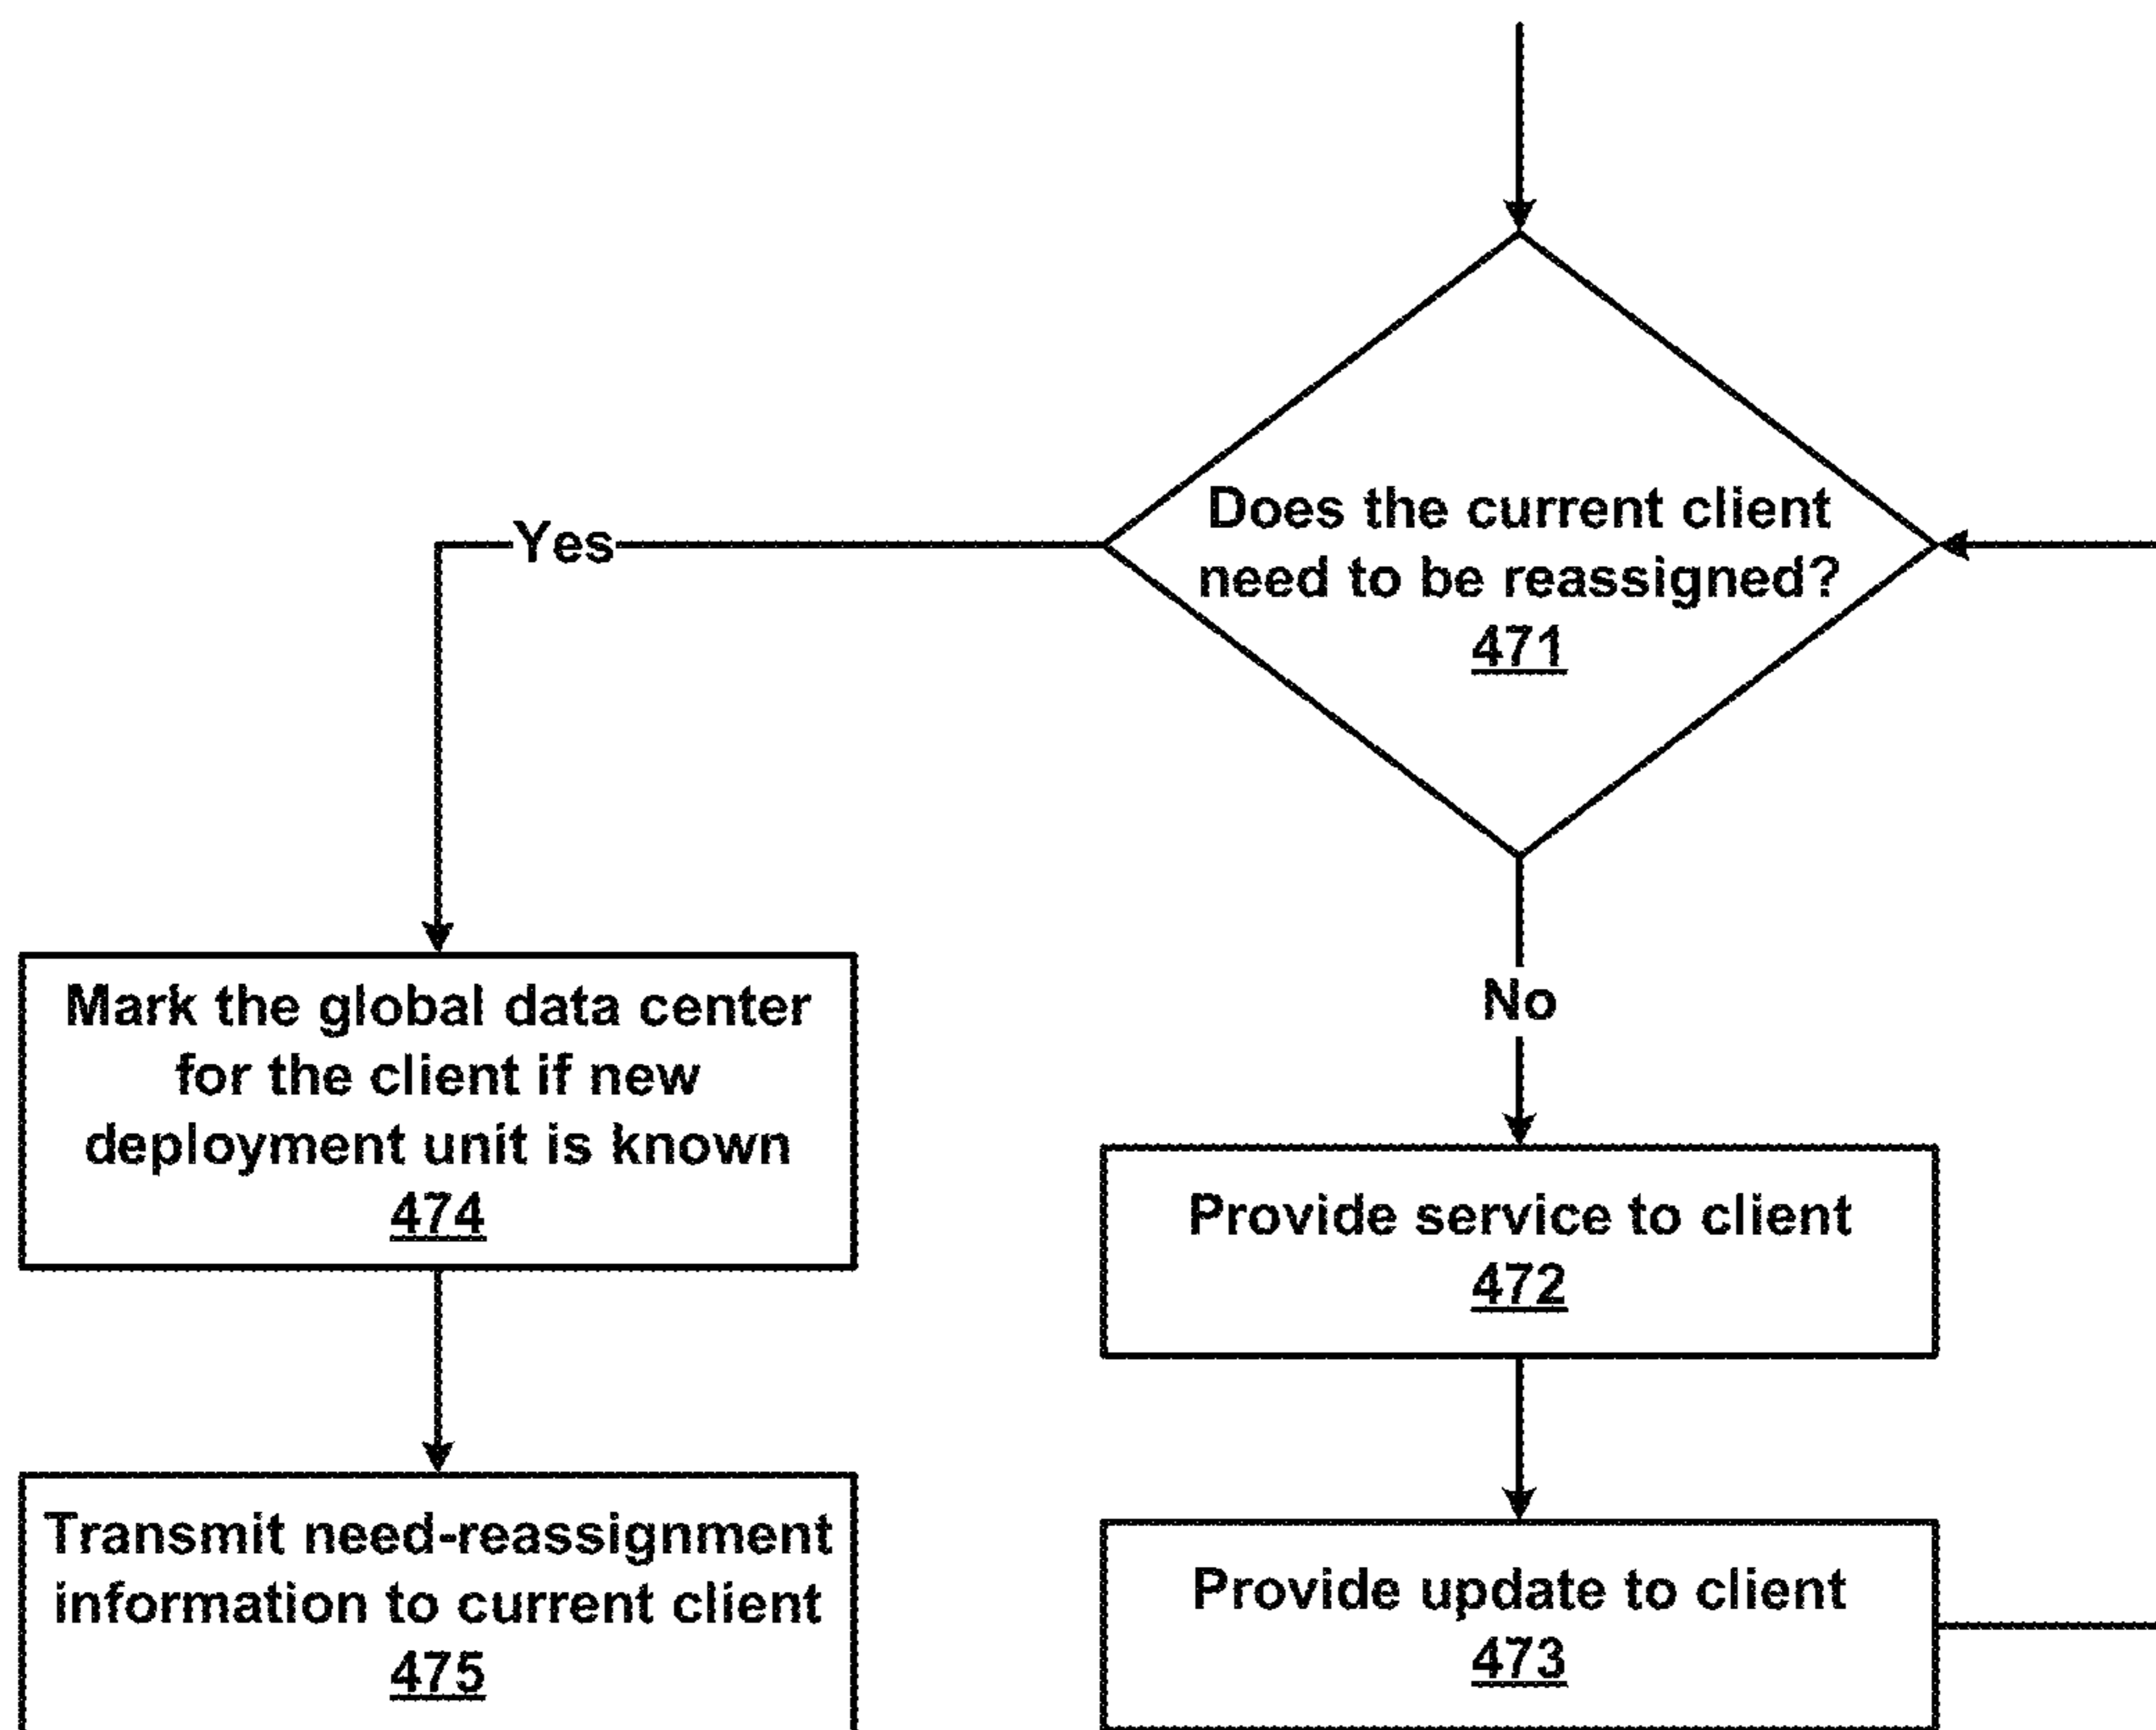 Does the current client
need to be reassigned?
471
Yes
No
Mark the global data center
for the client if new
deployment unit is known
474
Provide service to client
472
Transmit need-reassignment
information to current client
475
Provide update to client
473